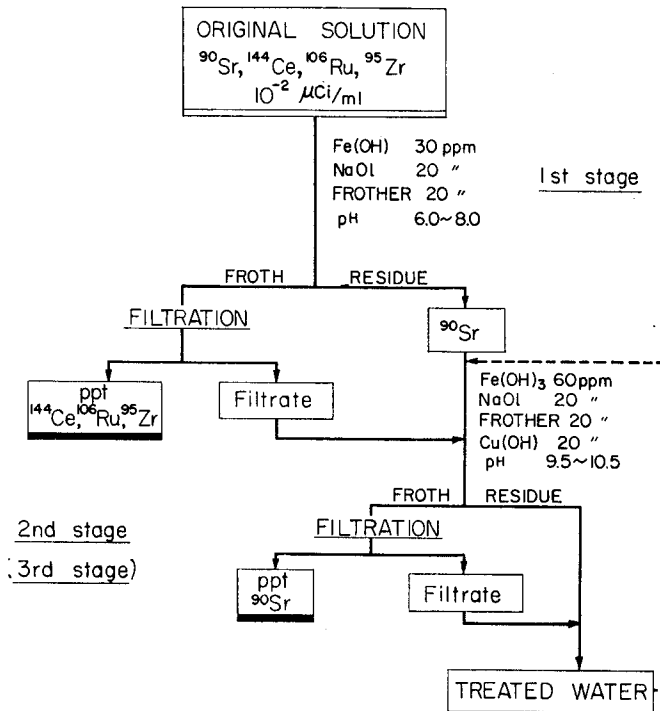 ORIGINAL SOLUTION
⁹⁰Sr, ¹⁴⁴Ce, ¹⁰⁶Ru, ⁹⁵Zr
10⁻² μCi/ml
Fe(OH) 30 ppm
NaOl 20 〃
FROTHER 20 〃
pH 6.0~8.0
1st stage
FROTH RESIDUE
FILTRATION
⁹⁰Sr
ppt
¹⁴⁴Ce, ¹⁰⁶Ru, ⁹⁵Zr
Filtrate
Fe(OH)₃ 60ppm
NaOl 20 〃
FROTHER 20 〃
Cu(OH) 20 〃
pH 9.5~10.5
FROTH RESIDUE
2nd stage
(3rd stage)
FILTRATION
ppt
⁹⁰Sr
Filtrate
TREATED WATER